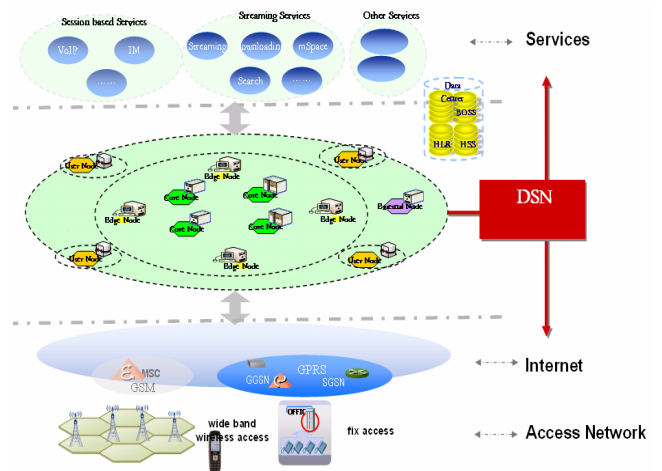 Session based Services
Streaming Services
Other Services
Services
VoIP
IM
Streaming
ownloading
mSpace
......
Search
......
Data
Center
BOSS
HLR
HSS
User Node
User Node
Edge Node
Core Node
Core Node
Edge Node
Edge Node
Core Node
Core Node
Edge Node
User Node
User Node
DSN
MSC
GSM
GPRS
GGSN
SGSN
Internet
OFFIC
wide band
wireless access
fix access
Access Network